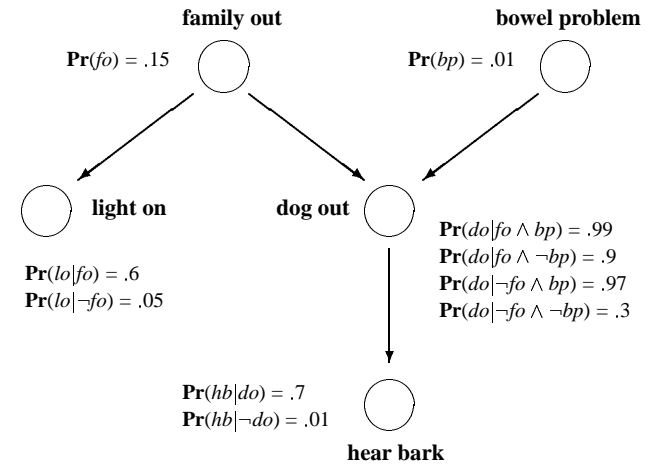 family out
bowel problem
Pr(fo) = .15
Pr(bp) = .01
light on
dog out
Pr(lo|fo) = .6
Pr(lo|¬fo) = .05
Pr(do|fo ∧ bp) = .99
Pr(do|fo ∧ ¬bp) = .9
Pr(do|¬fo ∧ bp) = .97
Pr(do|¬fo ∧ ¬bp) = .3
Pr(hb|do) = .7
Pr(hb|¬do) = .01
hear bark